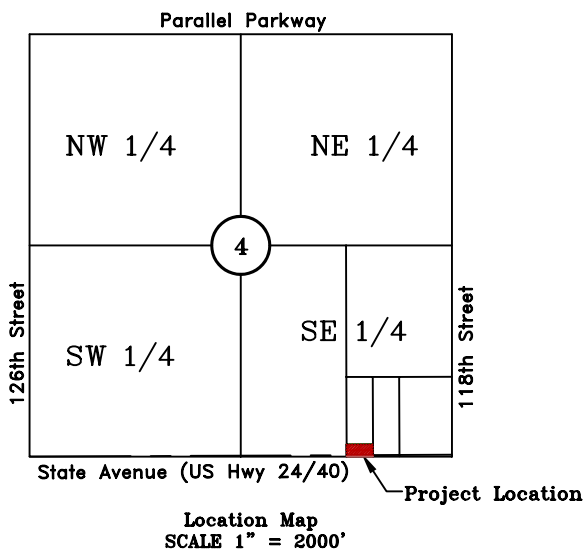 Parallel Parkway
NW 1/4
NE 1/4
4
126th Street
SW 1/4
SE 1/4
118th Street
State Avenue (US Hwy 24/40)
Project Location
Location Map
SCALE 1" = 2000'